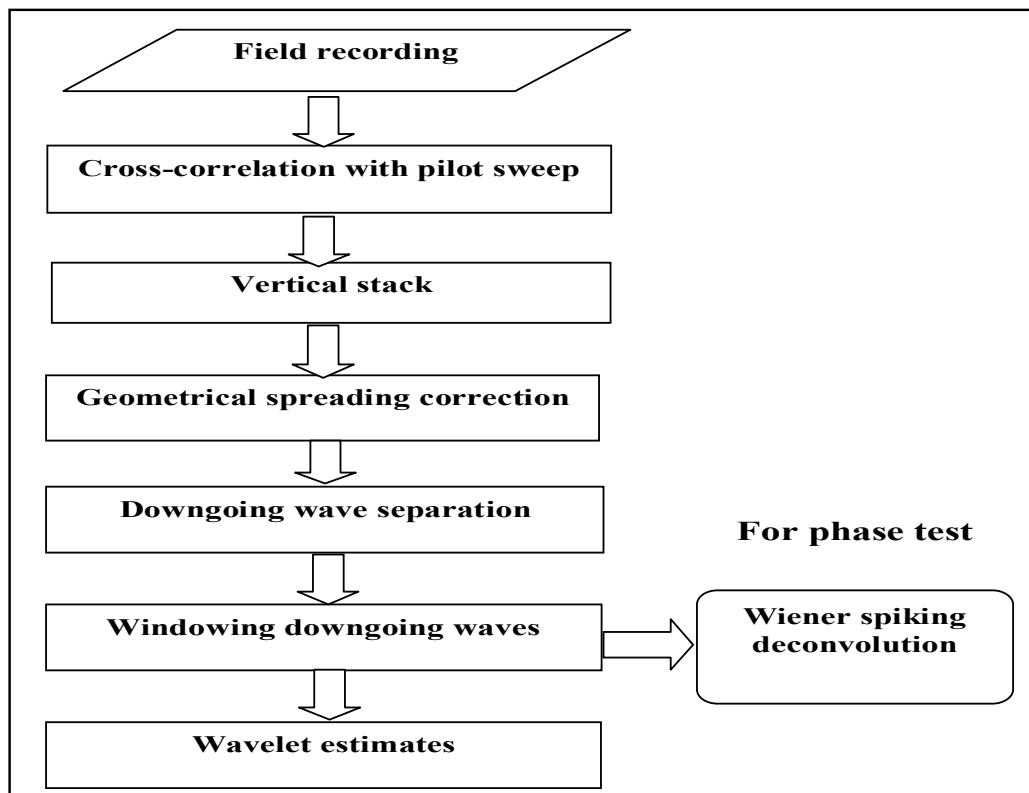 Field recording
Cross-correlation with pilot sweep
Vertical stack
Geometrical spreading correction
Downgoing wave separation
For phase test
Windowing downgoing waves
Wiener spiking
deconvolution
Wavelet estimates